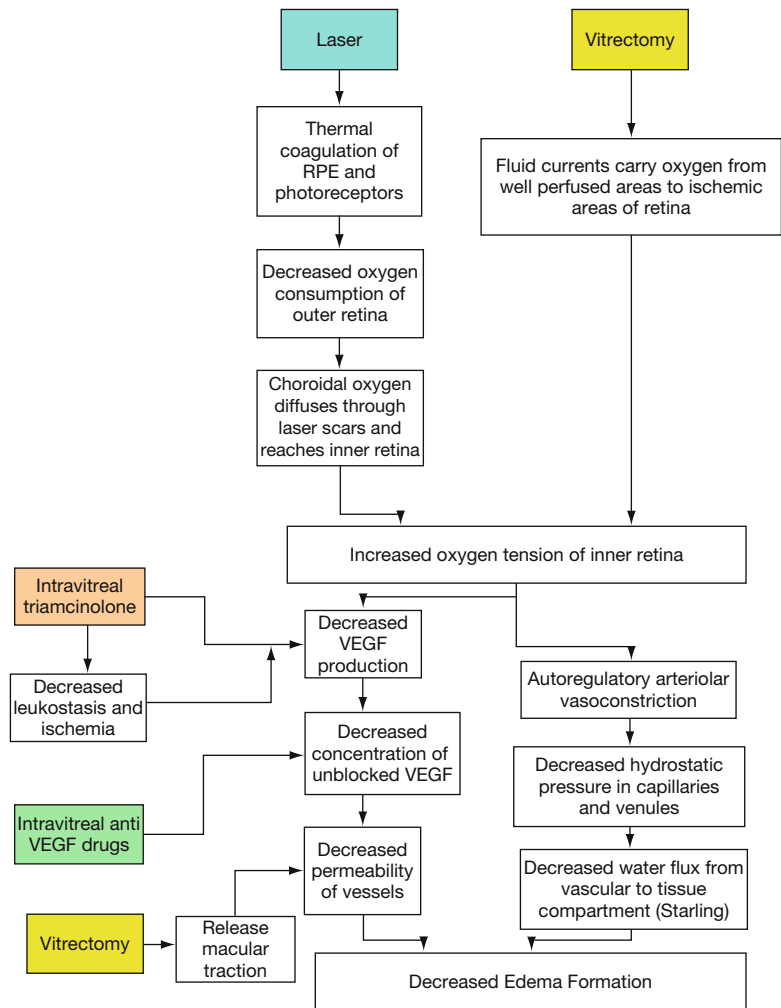 Laser
Vitrectomy
Thermal
coagulation of
RPE and
photoreceptors
Fluid currents carry oxygen from
well perfused areas to ischemic
areas of retina
Decreased oxygen
consumption of
outer retina
Choroidal oxygen
diffuses through
laser scars and
reaches inner retina
Increased oxygen tension of inner retina
Intravitreal
triamcinolone
Decreased
VEGF
production
Decreased
leukostasis and
ischemia
Autoregulatory arteriolar
vasoconstriction
Decreased
concentration of
unblocked VEGF
Decreased hydrostatic
pressure in capillaries
and venules
Intravitreal anti
VEGF drugs
Decreased
permeability
of vessels
Decreased water flux from
vascular to tissue
compartment (Starling)
Vitrectomy
Release
macular
traction
Decreased Edema Formation